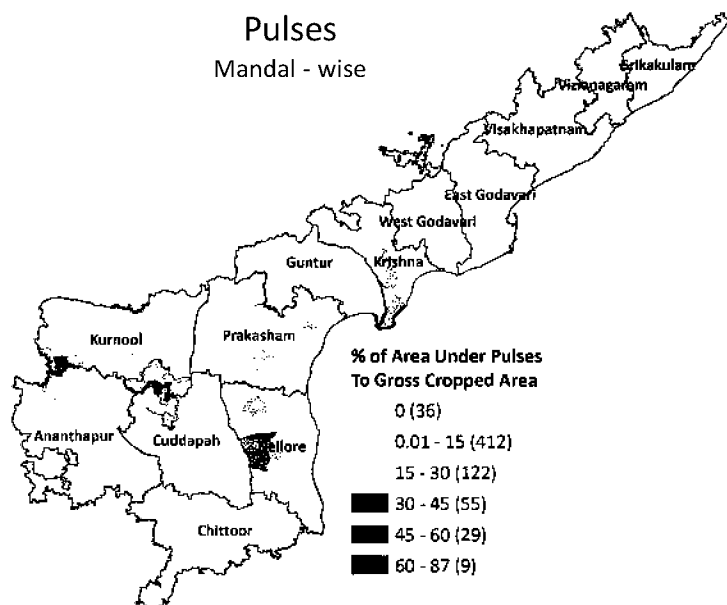 Pulses
Mandal - wise
Srikakulam
Vizianagaram
Visakhapatnam
East Godavari
West Godavari
Krishna
Guntur
Prakasham
Kurnool
Ananthapur
Cuddapah
Nellore
Chittoor
% of Area Under Pulses
To Gross Cropped Area
0 (36)
0.01 - 15 (412)
15 - 30 (122)
30 - 45 (55)
45 - 60 (29)
60 - 87 (9)